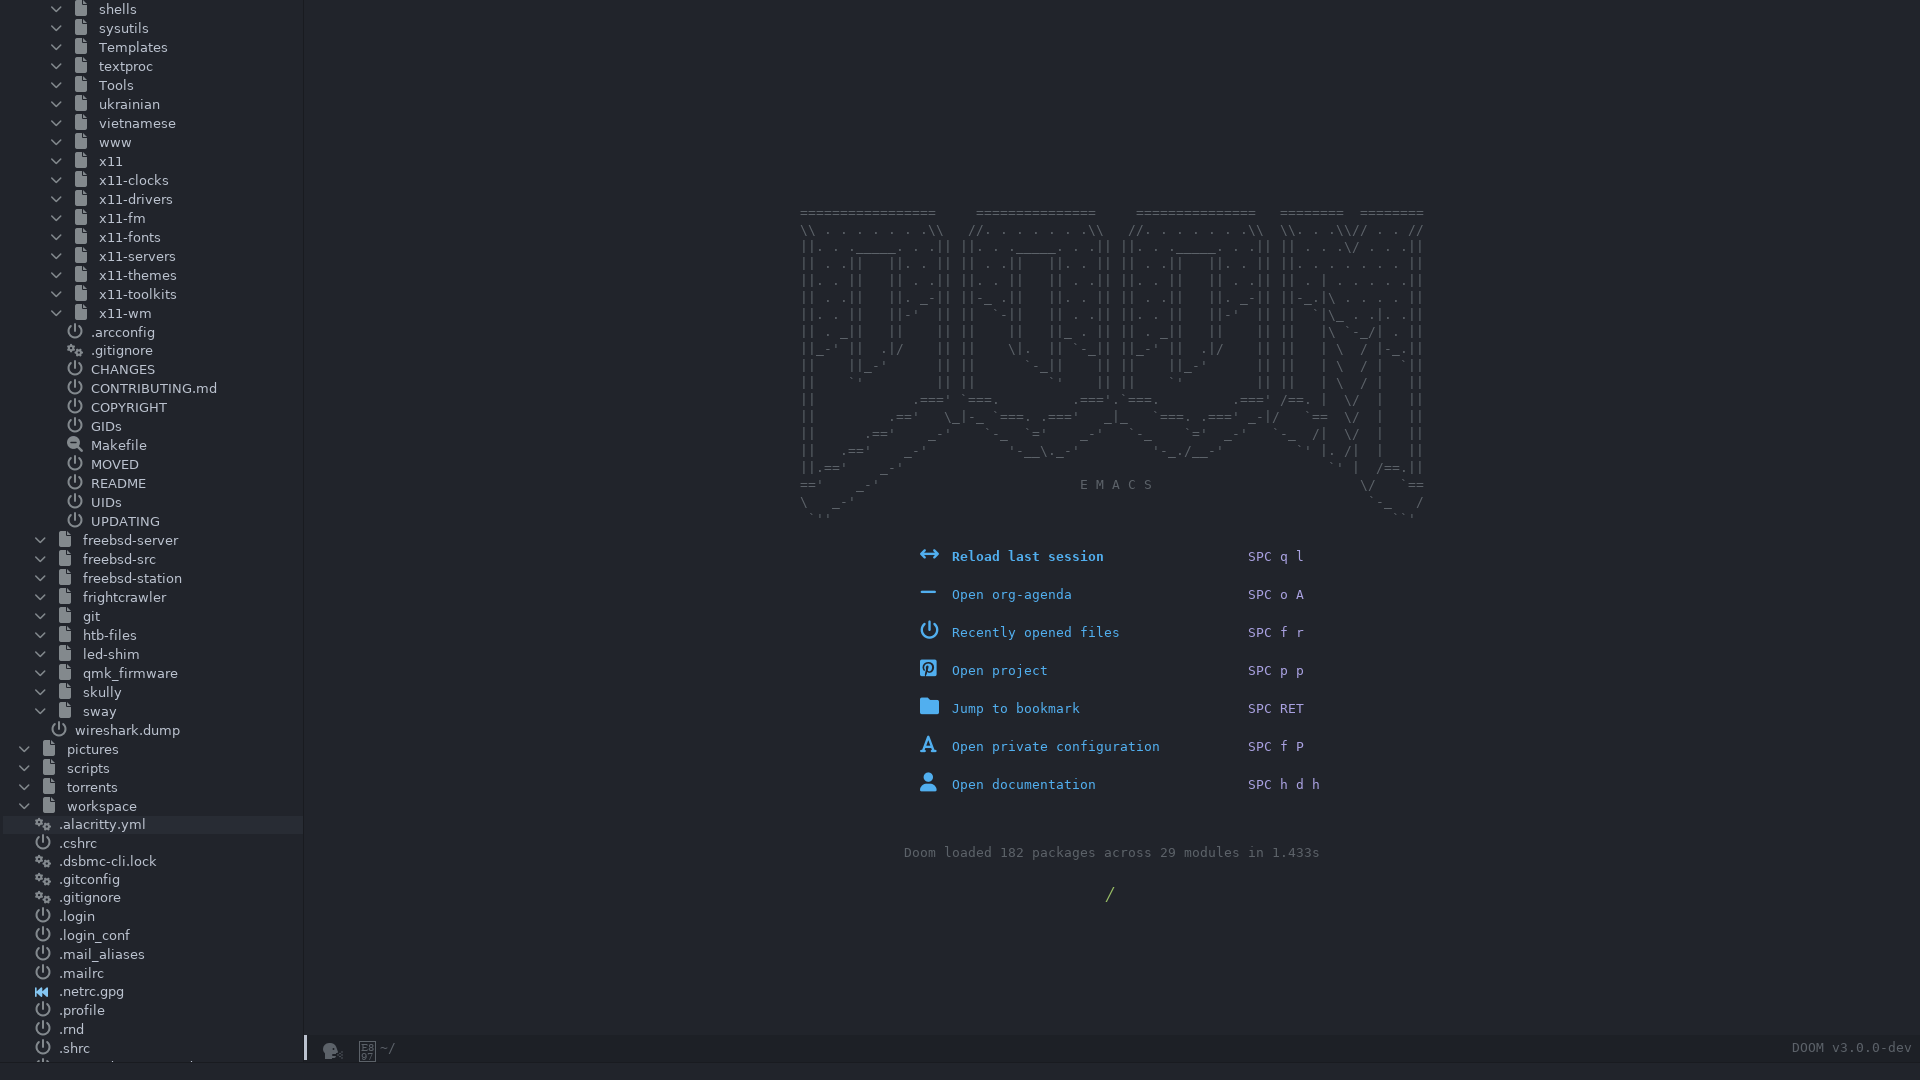 shells
sysutils
Templates
textproc
Tools
ukrainian
vietnamese
www
x11
x11-clocks
x11-drivers
x11-fm
x11-fonts
x11-servers
x11-themes
x11-toolkits
x11-wm
.arcconfig
.gitignore
CHANGES
CONTRIBUTING.md
COPYRIGHT
GIDs
Makefile
MOVED
README
UIDs
UPDATING
freebsd-server
freebsd-src
freebsd-station
frightcrawler
git
htb-files
led-shim
qmk_firmware
skully
sway
wireshark.dump
pictures
scripts
torrents
workspace
.alacritty.yml
.cshrc
.dsbmc-cli.lock
.gitconfig
.gitignore
.login
.login_conf
.mail_aliases
.mailrc
.netrc.gpg
.profile
.rnd
.shrc
E M A C S
Reload last session SPC q l
Open org-agenda SPC o A
Recently opened files SPC f r
Open project SPC p p
Jump to bookmark SPC RET
Open private configuration SPC f P
Open documentation SPC h d h
Doom loaded 182 packages across 29 modules in 1.433s
/
E8
97
~/ DOOM v3.0.0-dev